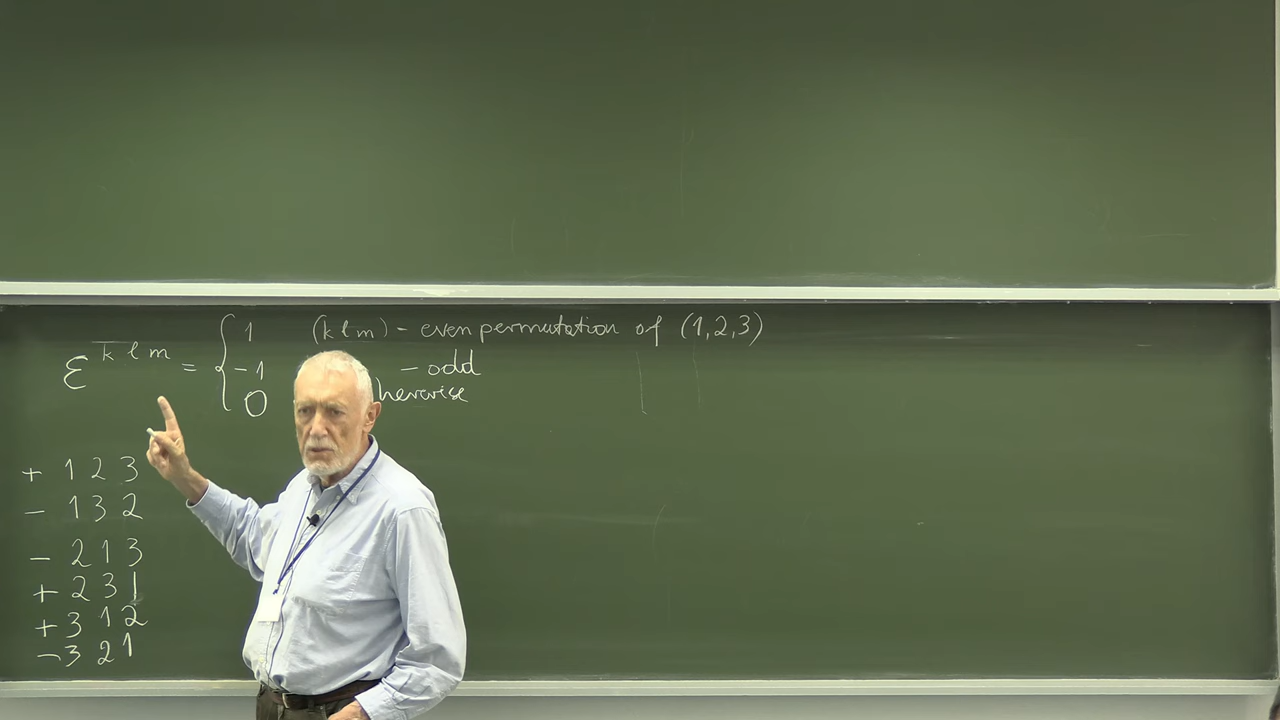 ε^{klm} = { 1 (klm) – even permutation of (1,2,3)
–1 – odd
0 herwise
+ 1 2 3
– 1 3 2
– 2 1 3
+ 2 3 1
+ 3 1 2
– 3 2 1